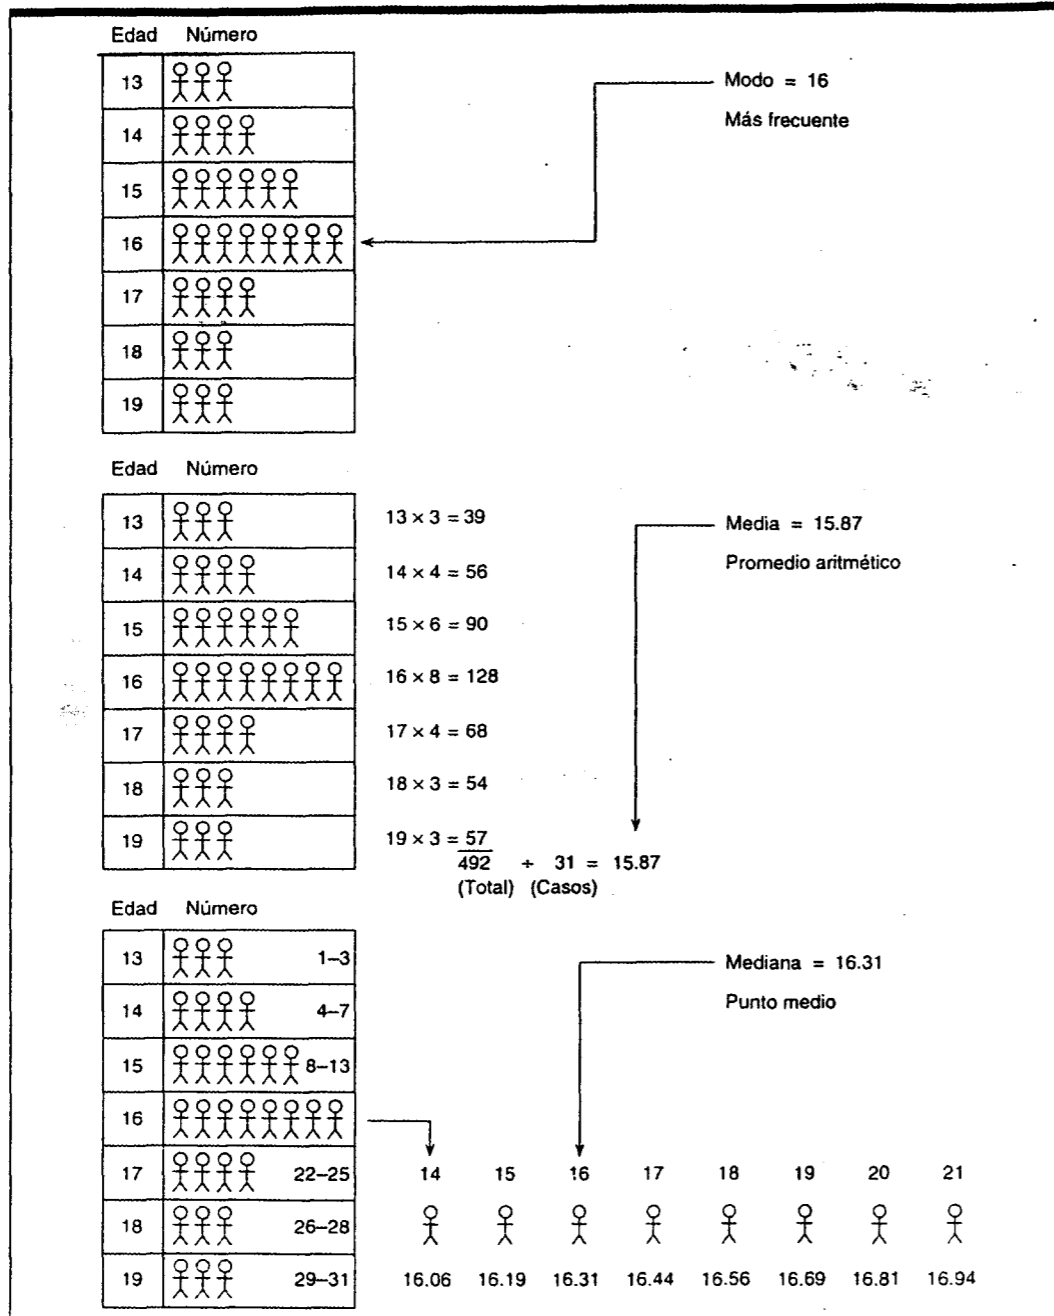 Edad Número
13
Modo = 16
Más frecuente
14
15
16
17
18
19
Edad Número
13
13 × 3 = 39
Media = 15.87
Promedio aritmético
14
14 × 4 = 56
15
15 × 6 = 90
16
16 × 8 = 128
17
17 × 4 = 68
18
18 × 3 = 54
19
19 × 3 = 57
492 ÷ 31 = 15.87
(Total) (Casos)
Edad Número
13 1–3
Mediana = 16.31
Punto medio
14 4–7
15 8–13
16
17 22–25
14 15 16 17 18 19 20 21
18 26–28
19 29–31
16.06 16.19 16.31 16.44 16.56 16.69 16.81 16.94